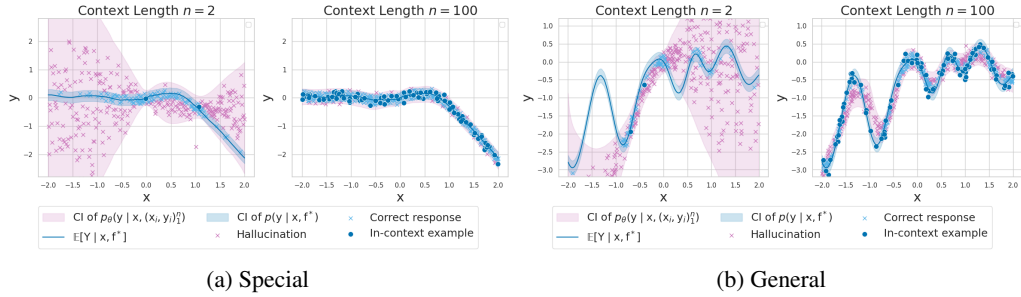 Context Length n = 2
Context Length n = 100
Context Length n = 2
Context Length n = 100
y
2
1
0
−1
−2
−2.0 −1.5 −1.0 −0.5 0.0 0.5 1.0 1.5 2.0
x
y
2
1
0
−1
−2
−2.0 −1.5 −1.0 −0.5 0.0 0.5 1.0 1.5 2.0
x
y
1.0
0.5
0.0
−0.5
−1.0
−1.5
−2.0
−2.5
−3.0
−2.0 −1.5 −1.0 −0.5 0.0 0.5 1.0 1.5 2.0
x
y
1.0
0.5
0.0
−0.5
−1.0
−1.5
−2.0
−2.5
−3.0
−2.0 −1.5 −1.0 −0.5 0.0 0.5 1.0 1.5 2.0
x
CI of pθ(y | x, (xᵢ, yᵢ)₁ⁿ) CI of p(y | x, f*) Correct response
𝔼[Y | x, f*] Hallucination In-context example
CI of pθ(y | x, (xᵢ, yᵢ)₁ⁿ) CI of p(y | x, f*) Correct response
𝔼[Y | x, f*] Hallucination In-context example
(a) Special
(b) General